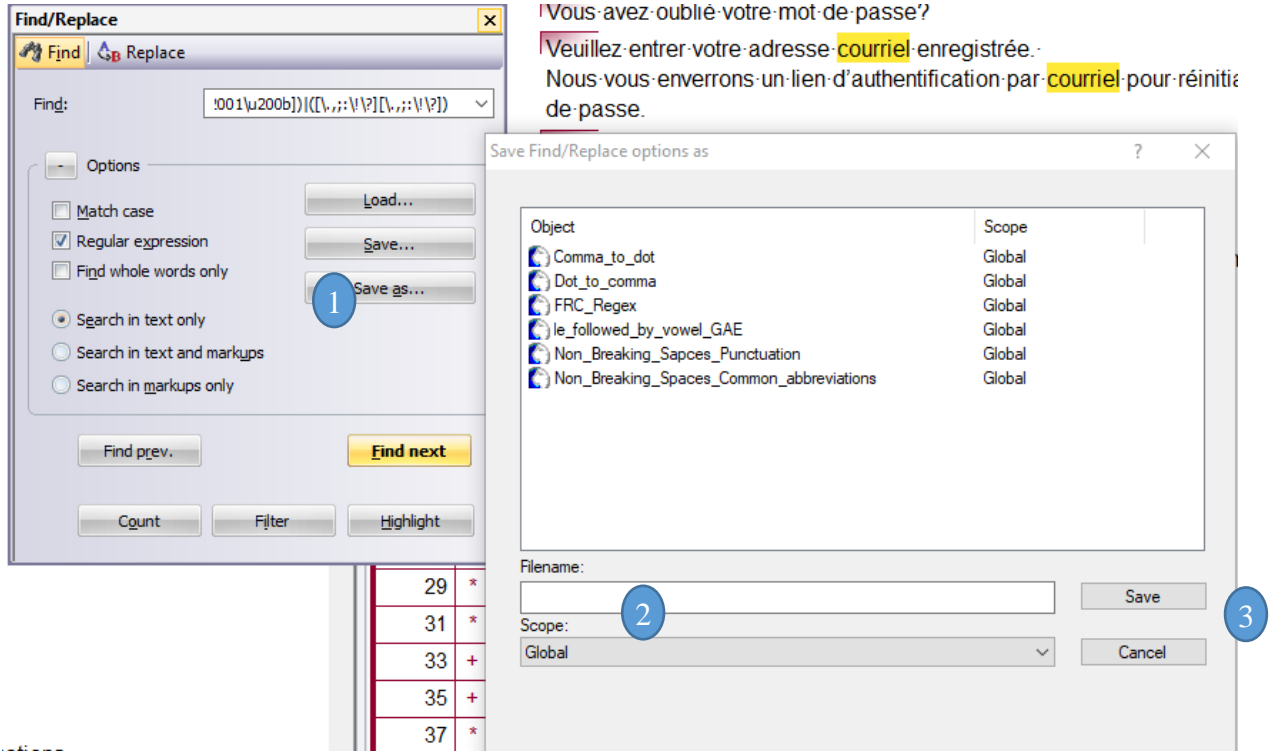 Find/Replace
Find
Replace
Find:
!001\u200b])|([\.,;:\!\?][\.,;:\!\?])
- Options
Match case
Regular expression
Find whole words only
Load...
Save...
Save as...
1
Search in text only
Search in text and markups
Search in markups only
Find prev.
Find next
Count
Filter
Highlight
Vous·avez·oublié·votre·mot·de·passe?
Veuillez·entrer·votre·adresse·courriel·enregistrée.·
Nous·vous·enverrons·un·lien·d’authentification·par·courriel·pour·réinitia
de·passe.
Save Find/Replace options as
?
Object Scope
Comma_to_dot Global
Dot_to_comma Global
FRC_Regex Global
le_followed_by_vowel_GAE Global
Non_Breaking_Sapces_Punctuation Global
Non_Breaking_Spaces_Common_abbreviations Global
Filename:
2
Save
3
Scope:
Global
Cancel
29 *
31 *
33 +
35 +
37 *